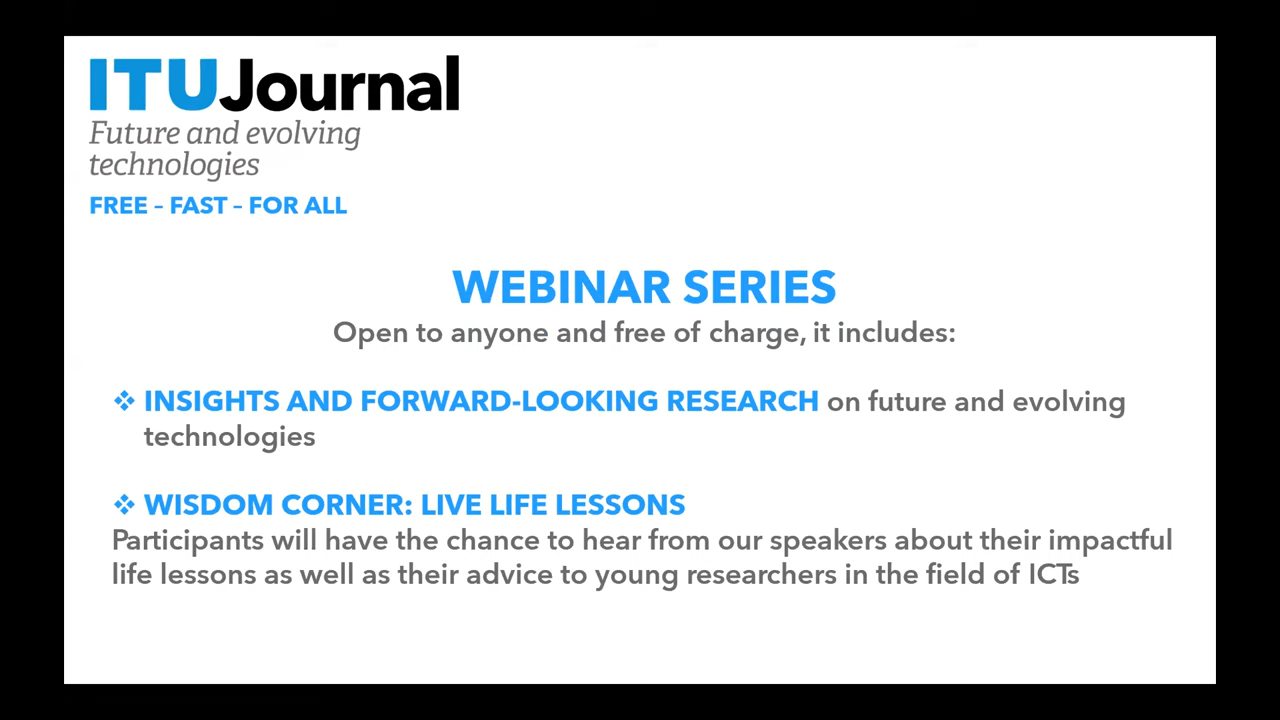 ITUJournal
Future and evolving
technologies
FREE – FAST – FOR ALL
WEBINAR SERIES
Open to anyone and free of charge, it includes:
❖ INSIGHTS AND FORWARD-LOOKING RESEARCH on future and evolving
technologies
❖ WISDOM CORNER: LIVE LIFE LESSONS
Participants will have the chance to hear from our speakers about their impactful
life lessons as well as their advice to young researchers in the field of ICTs